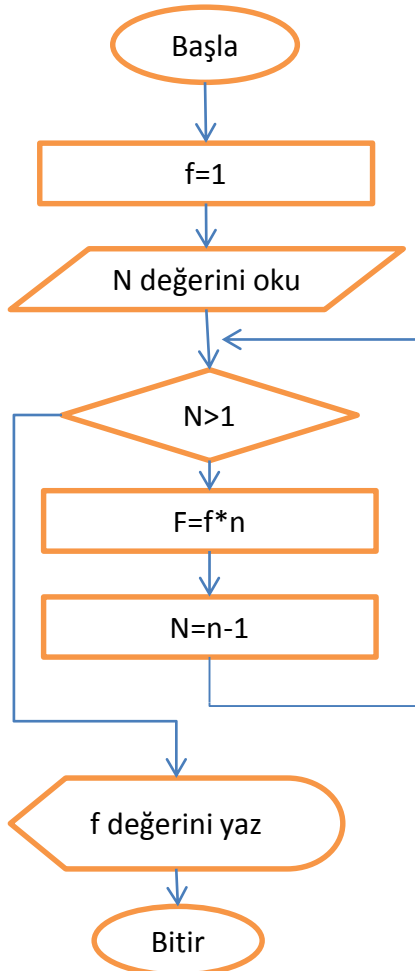 Başla
f=1
N değerini oku
N>1
F=f*n
N=n-1
f değerini yaz
Bitir